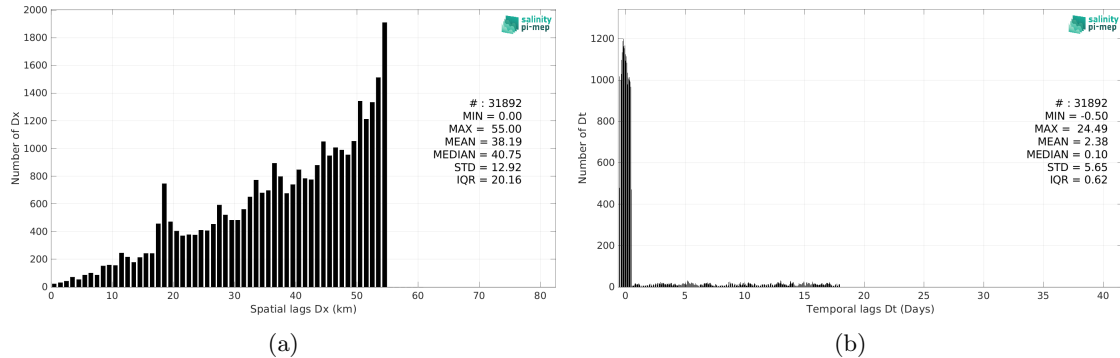 2000
1800
1600
1400
1200
1000
800
600
400
200
0
Number of Dx
0 10 20 30 40 50 60 70 80
Spatial lags Dx (km)
salinity
pi-mep
# : 31892
MIN = 0.00
MAX = 55.00
MEAN = 38.19
MEDIAN = 40.75
STD = 12.92
IQR = 20.16
(a)
1200
1000
800
600
400
200
0
Number of Dt
0 5 10 15 20 25 30 35 40
Temporal lags Dt (Days)
salinity
pi-mep
# : 31892
MIN = -0.50
MAX = 24.49
MEAN = 2.38
MEDIAN = 0.10
STD = 5.65
IQR = 0.62
(b)